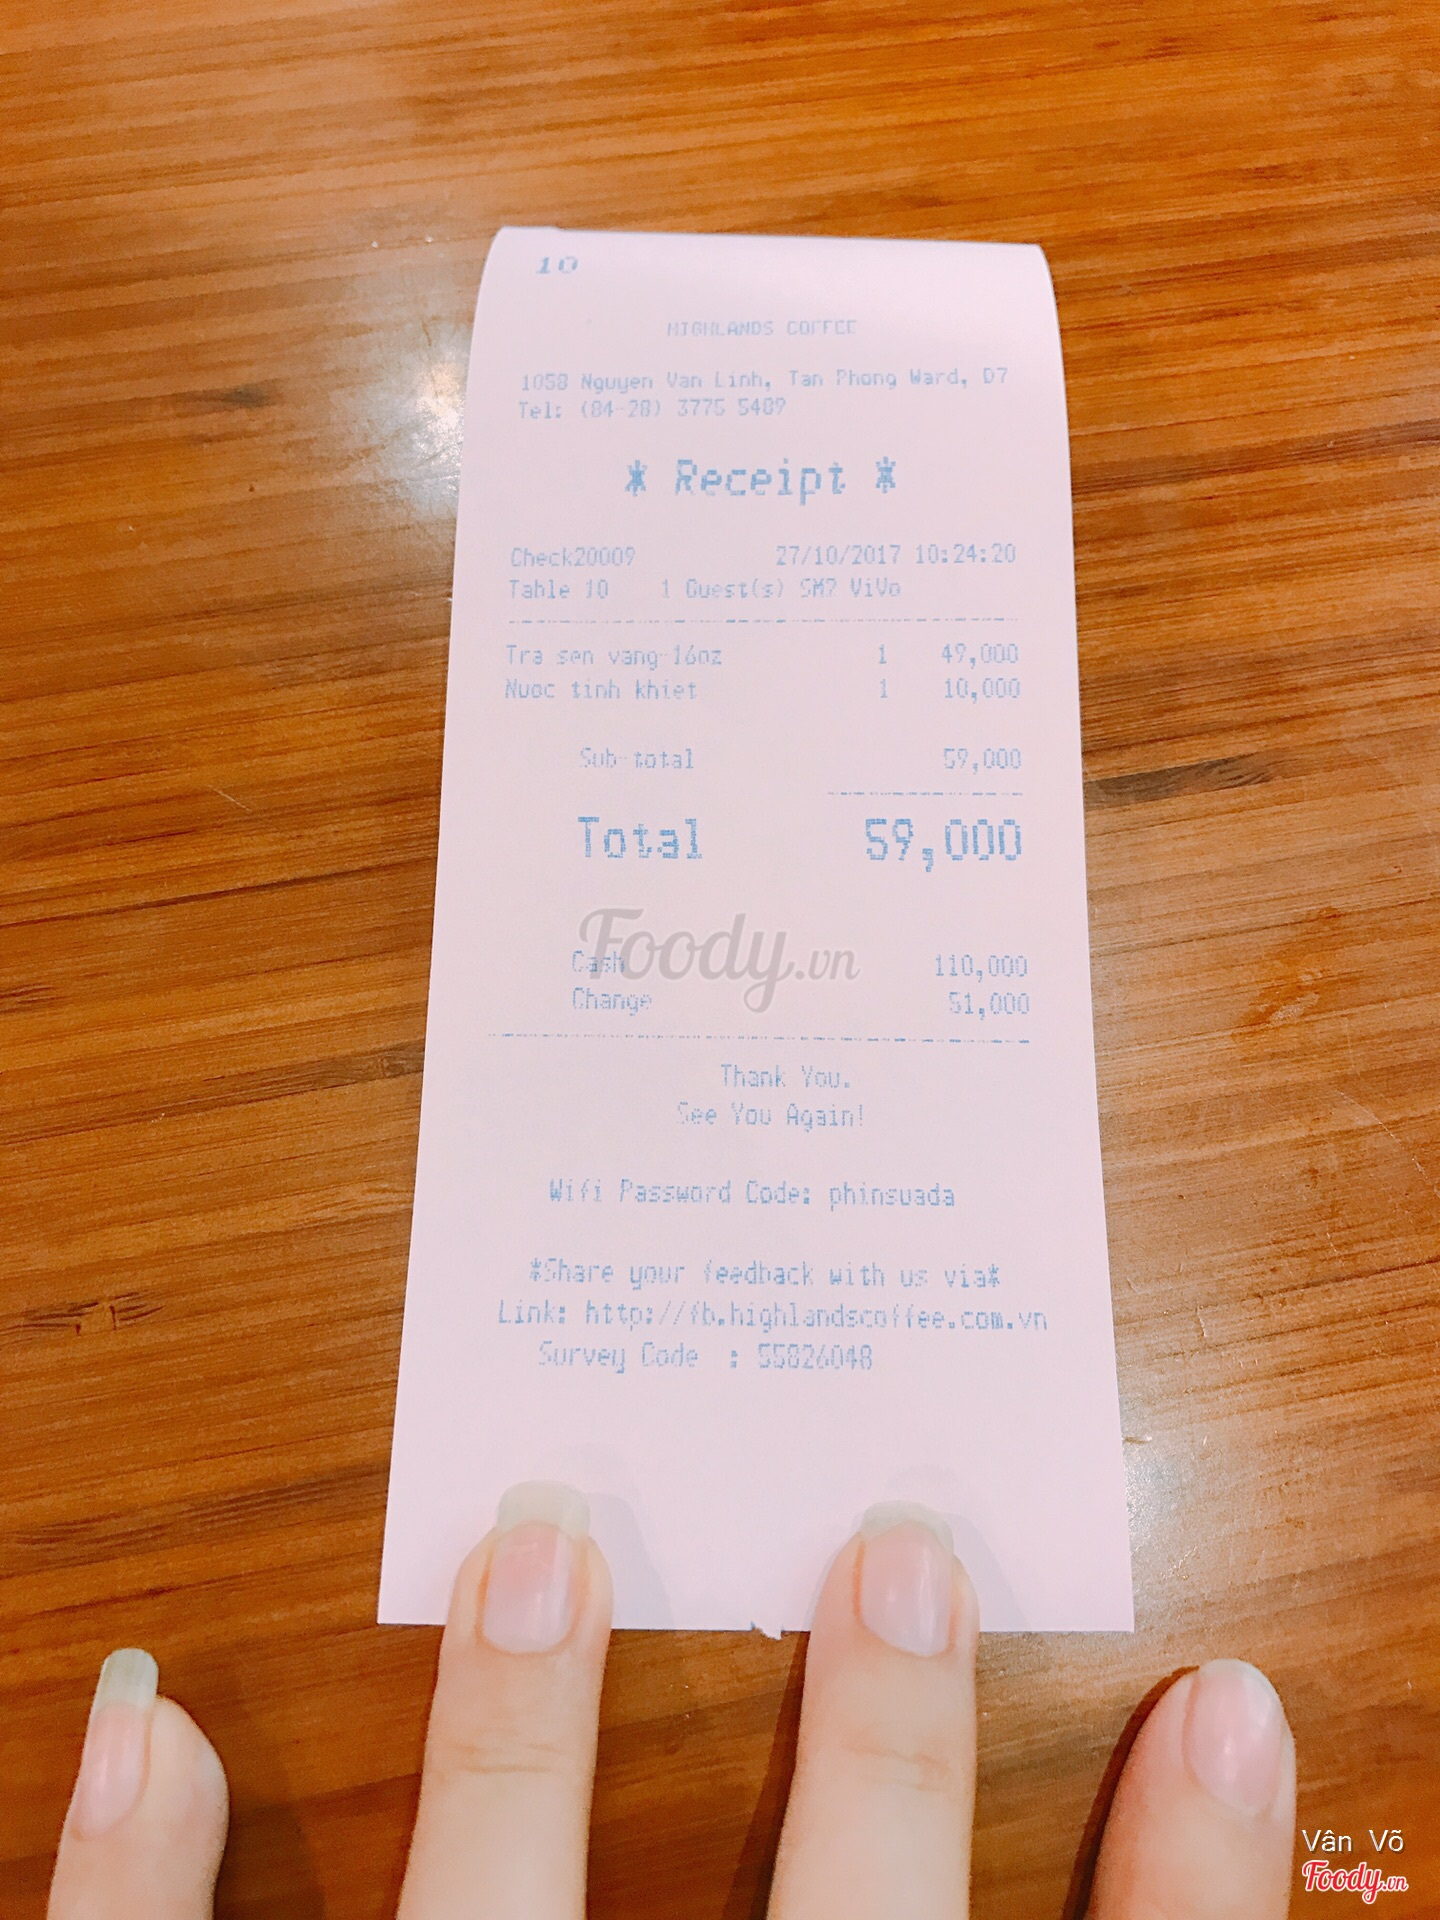 10
HIGHLANDS COFFEE
1058 Nguyen Van Linh, Tan Phong Ward, D7
Tel: (84-28) 3775 5489
* Receipt *
Check20009 27/10/2017 10:24:20
Table 10 1 Guest(s) SM? ViVo
Tra sen vang-16oz 1 49,000
Nuoc tinh khiet 1 10,000
Sub-total 59,000
Total 59,000
Foody.vn
Cash 110,000
Change 51,000
Thank You.
See You Again!
Wifi Password Code: phinsuada
*Share your feedback with us via*
Link: http://fb.highlandscoffee.com.vn
Survey Code : 55826048
Vân Võ
Foody.vn